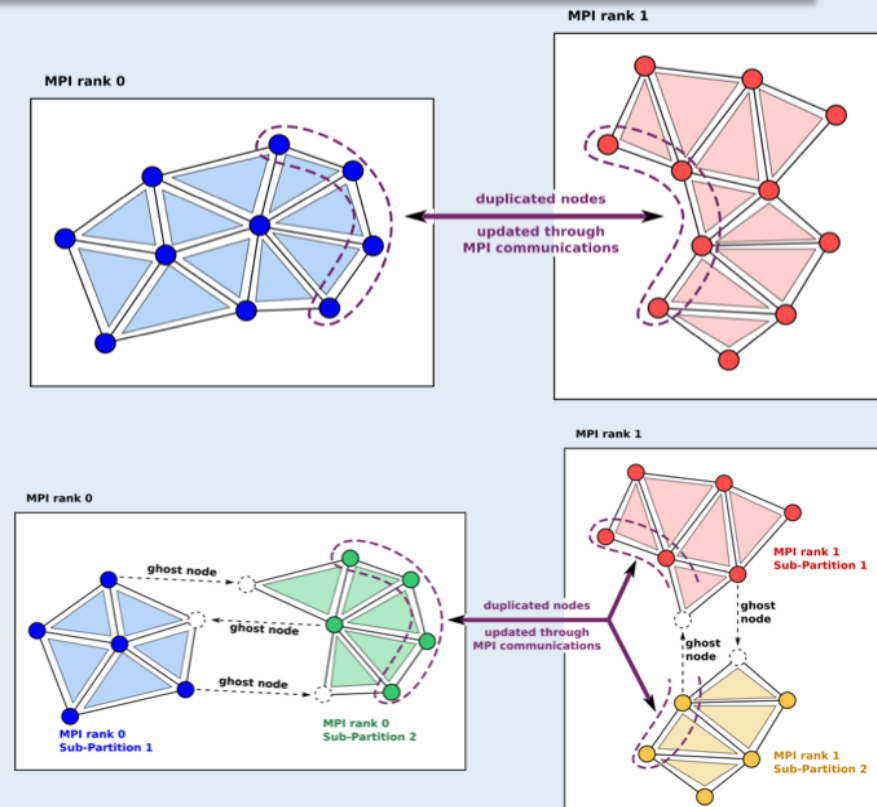 MPI rank 1
MPI rank 0
duplicated nodes
updated through
MPI communications
MPI rank 1
MPI rank 0
ghost node
ghost node
ghost node
MPI rank 0
Sub-Partition 1
MPI rank 0
Sub-Partition 2
duplicated nodes
updated through
MPI communications
MPI rank 1
Sub-Partition 1
ghost
node
ghost
node
MPI rank 1
Sub-Partition 2